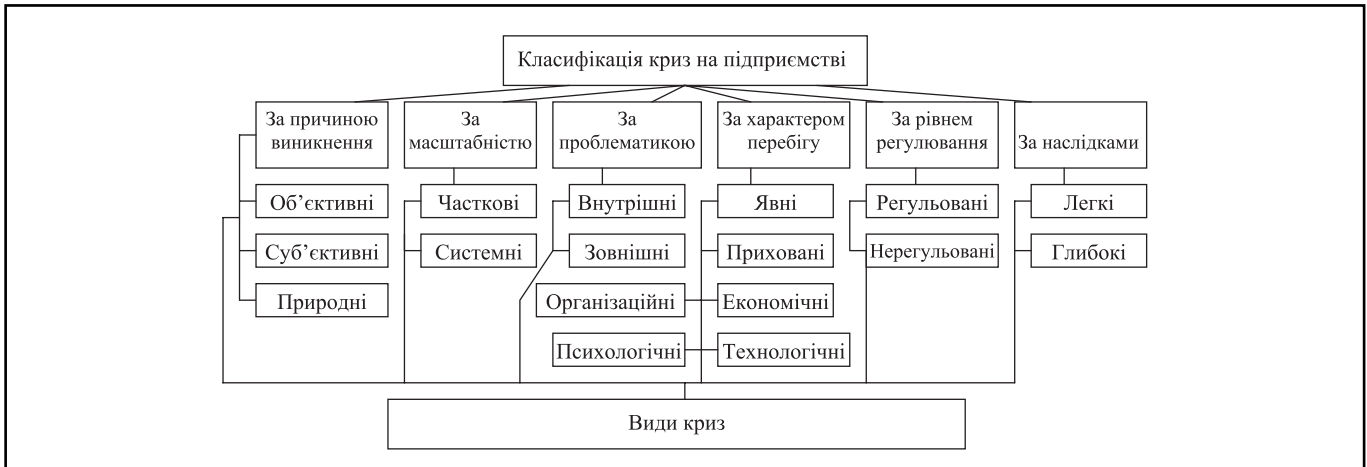 Класифікація криз на підприємстві
За причиною
виникнення
За
масштабністю
За
проблематикою
За характером
перебігу
За рівнем
регулювання
За наслідками
Об’єктивні
Часткові
Внутрішні
Явні
Регульовані
Легкі
Суб’єктивні
Системні
Зовнішні
Приховані
Нерегульовані
Глибокі
Природні
Організаційні
Економічні
Психологічні
Технологічні
Види криз